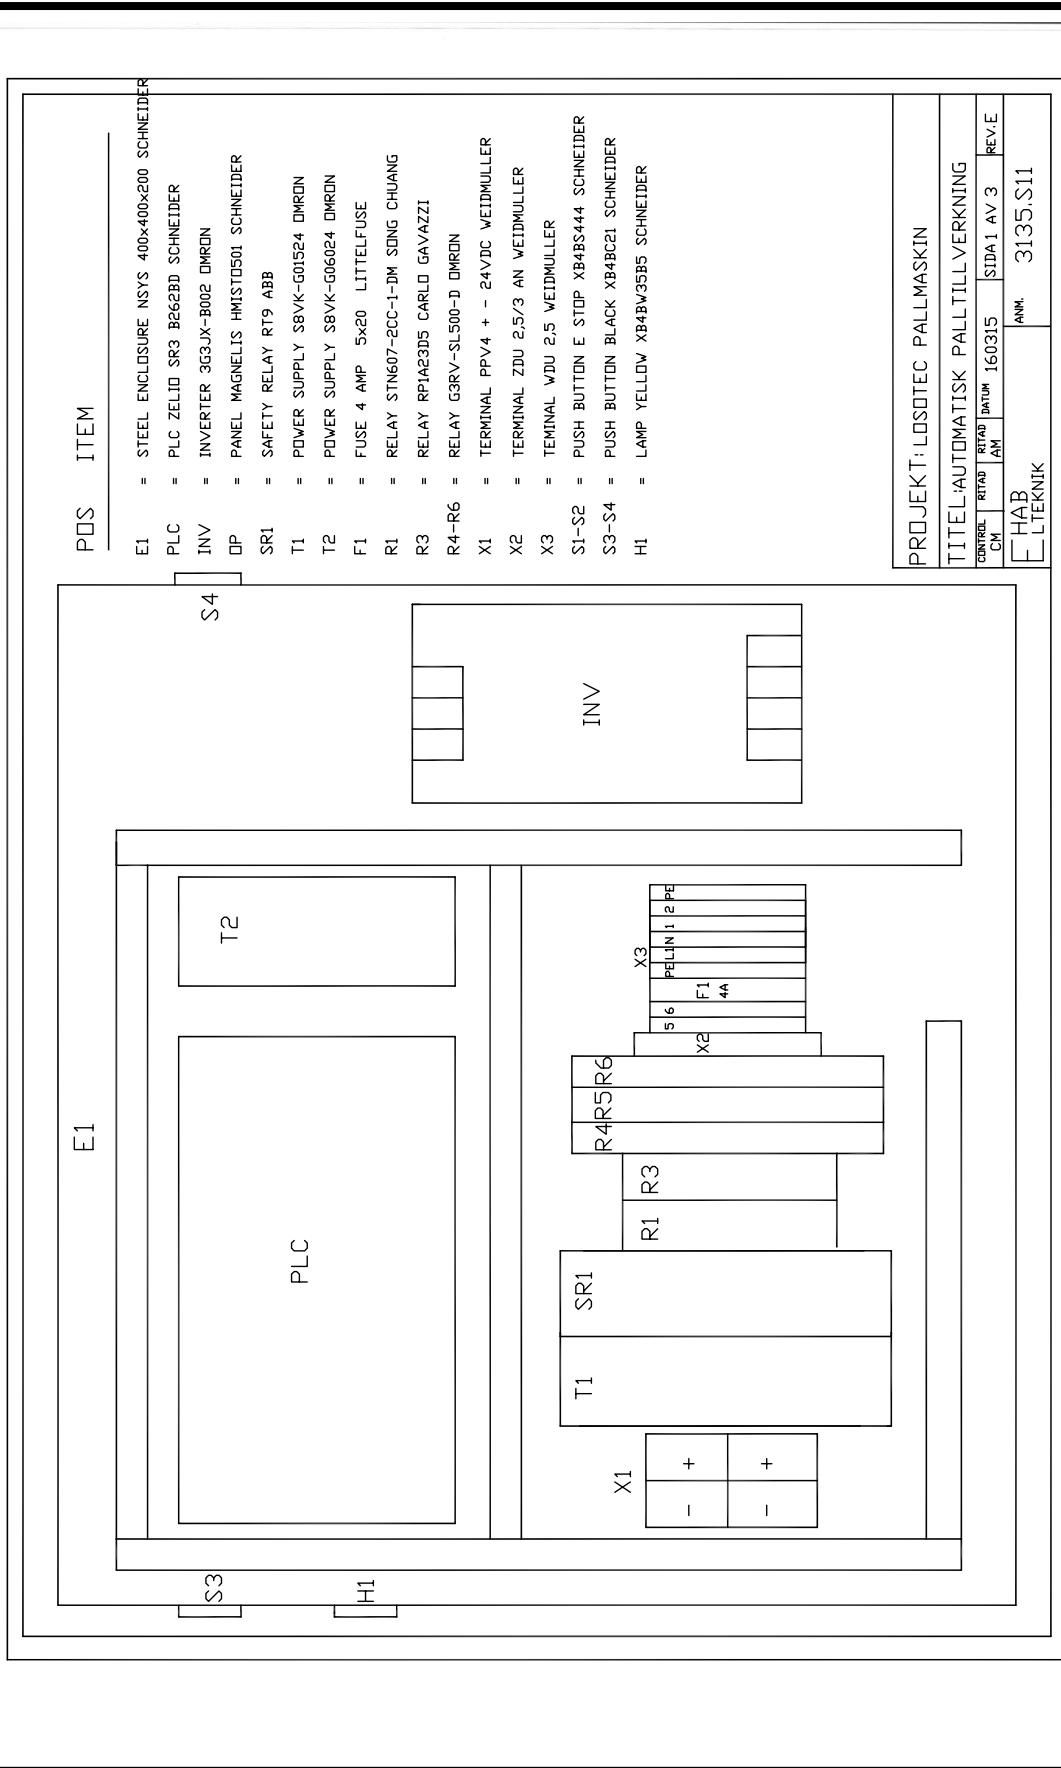 POS ITEM
E1 = STEEL ENCLOSURE NSYS 400x400x200 SCHNEIDER
PLC = PLC ZELIO SR3 B262BD SCHNEIDER
INV = INVERTER 3G3JX-B002 OMRON
OP = PANEL MAGNELIS HMISTO501 SCHNEIDER
SR1 = SAFETY RELAY RT9 ABB
T1 = POWER SUPPLY S8VK-G01524 OMRON
T2 = POWER SUPPLY S8VK-G06024 OMRON
F1 = FUSE 4 AMP 5x20 LITTELFUSE
R1 = RELAY STN607-2CC-1-DM SONG CHUANG
R3 = RELAY RP1A23D5 CARLO GAVAZZI
R4-R6 = RELAY G3RV-SL500-D OMRON
X1 = TERMINAL PPV4 + - 24VDC WEIDMULLER
X2 = TERMINAL ZDU 2,5/3 AN WEIDMULLER
X3 = TEMINAL WDU 2,5 WEIDMULLER
S1-S2 = PUSH BUTTON E STOP XB4BS444 SCHNEIDER
S3-S4 = PUSH BUTTON BLACK XB4BC21 SCHNEIDER
H1 = LAMP YELLOW XB4BW35B5 SCHNEIDER
E1
S3
H1
S4
PLC
T2
INV
X1
- +
- +
T1
SR1
R1
R3
R4 R5 R6
X2
X3
5 6
F1
4A
PE L1 N 1 2 PE
PROJEKT: LOSOTEC PALLMASKIN
TITEL:AUTOMATISK PALLTILLVERKNING
CONTROL CM
RITAD
RITAD AM
DATUM 160315
SIDA 1 AV 3
REV.E
EHAB
ELTEKNIK
ANM.
3135.S11